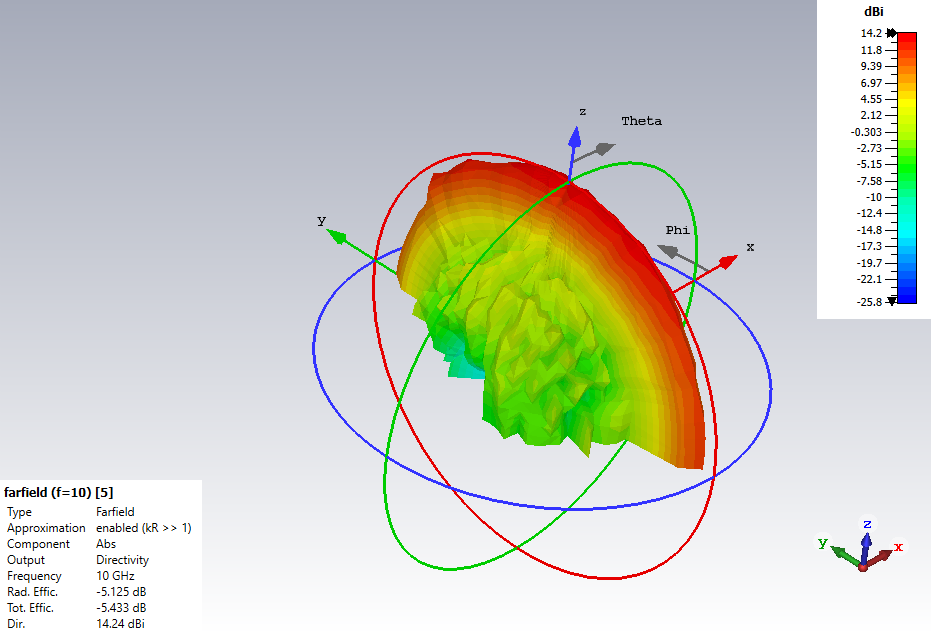 dBi
14.2
11.8
9.39
6.97
4.55
2.12
-0.303
-2.73
-5.15
-7.58
-10
-12.4
-14.8
-17.3
-19.7
-22.1
-25.8
z
Theta
y
Phi
x
farfield (f=10) [5]
Type Farfield
Approximation enabled (kR >> 1)
Component Abs
Output Directivity
Frequency 10 GHz
Rad. Effic. -5.125 dB
Tot. Effic. -5.433 dB
Dir. 14.24 dBi
z
y
x